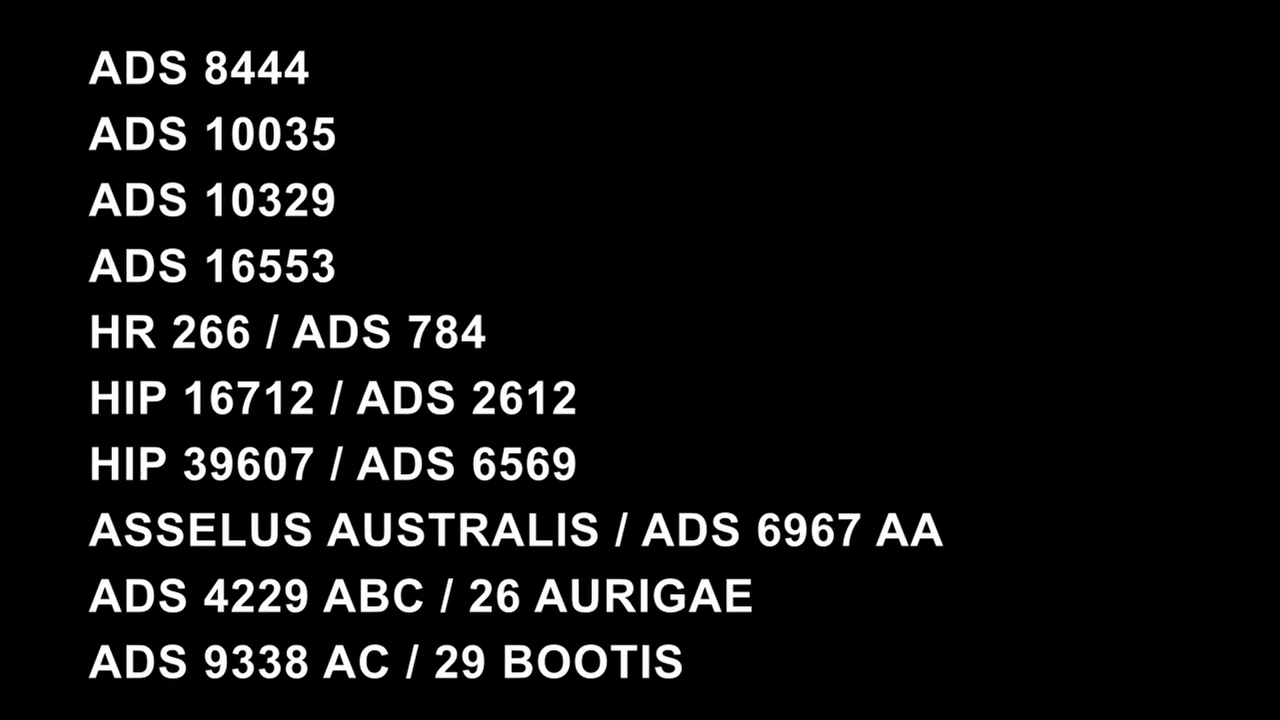 ADS 8444
ADS 10035
ADS 10329
ADS 16553
HR 266 / ADS 784
HIP 16712 / ADS 2612
HIP 39607 / ADS 6569
ASSELUS AUSTRALIS / ADS 6967 AA
ADS 4229 ABC / 26 AURIGAE
ADS 9338 AC / 29 BOOTIS